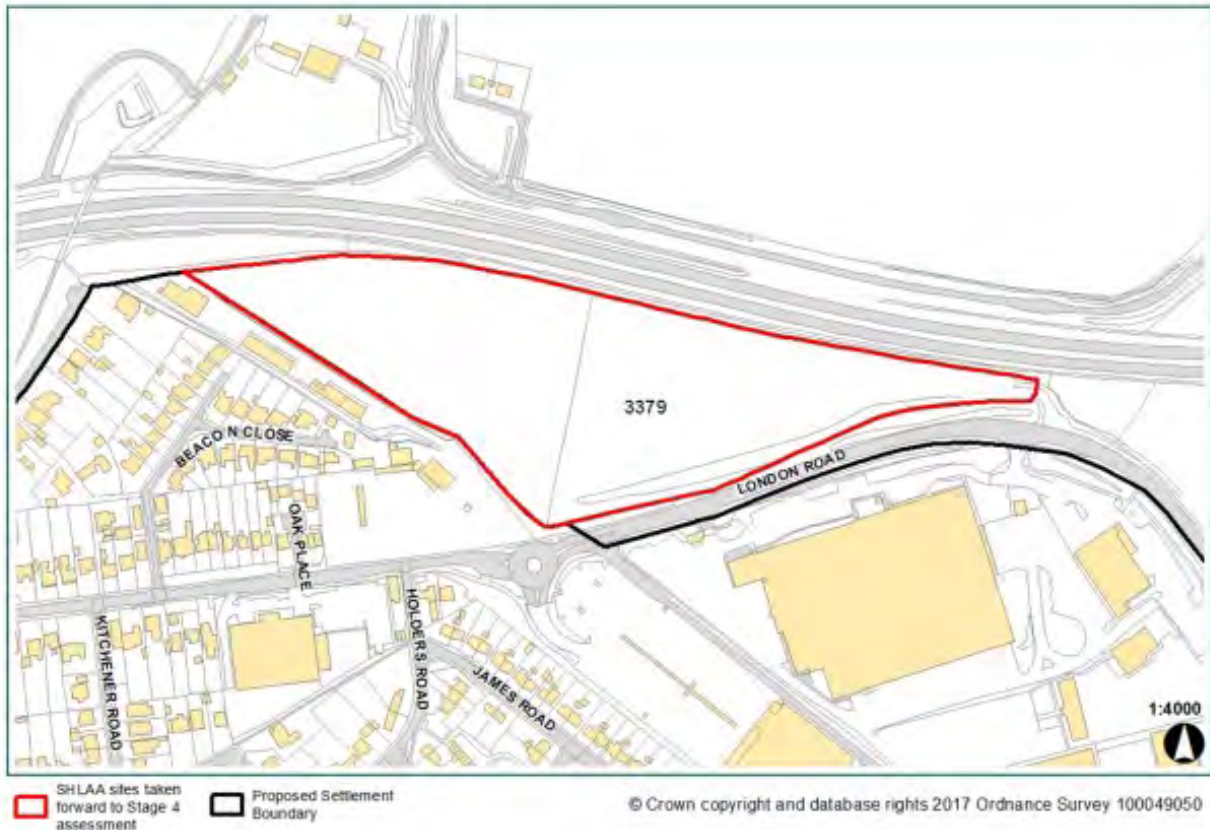 3379
LONDON ROAD
BEACON CLOSE
OAK PLACE
HOLDERS ROAD
KITCHENER ROAD
JAMES ROAD
1:4000
SHLAA sites taken
forward to Stage 4
assessment
Proposed Settlement
Boundary
© Crown copyright and database rights 2017 Ordnance Survey 100049050